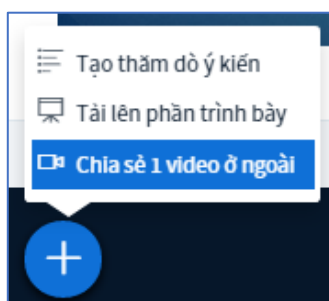 Tạo thăm dò ý kiến
Tải lên phần trình bày
Chia sẻ 1 video ở ngoài